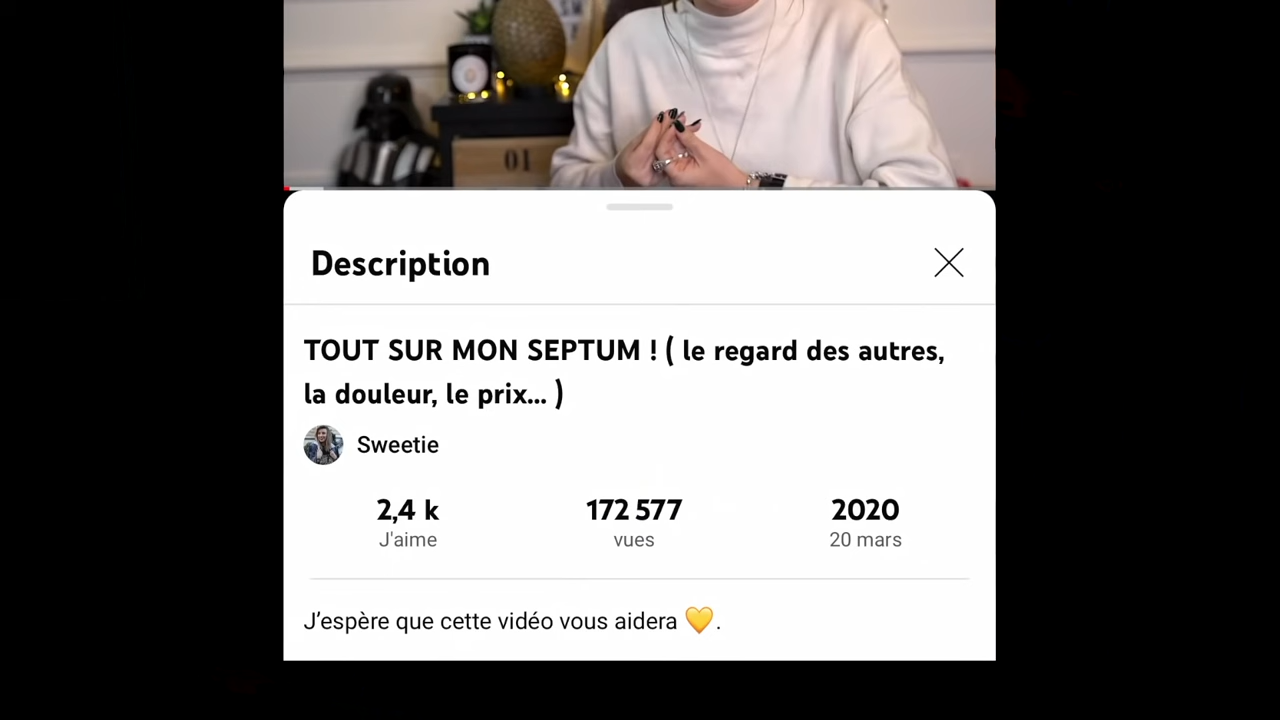 01
Description
TOUT SUR MON SEPTUM ! ( le regard des autres,
la douleur, le prix... )
Sweetie
2,4 k
172 577
2020
J'aime
vues
20 mars
J’espère que cette vidéo vous aidera 💛.